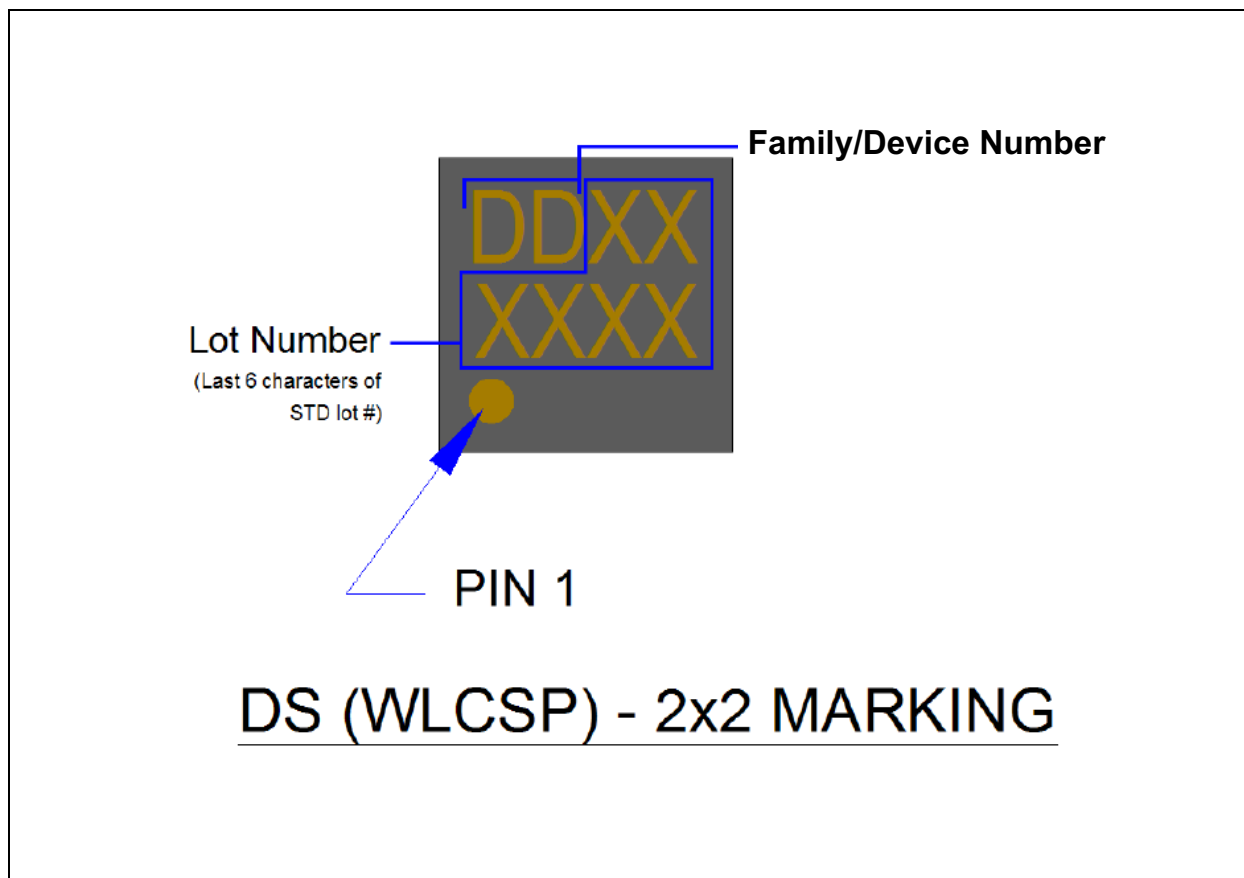 Family/Device Number
DDXX
XXXX
Lot Number
(Last 6 characters of
STD lot #)
PIN 1
DS (WLCSP) - 2x2 MARKING